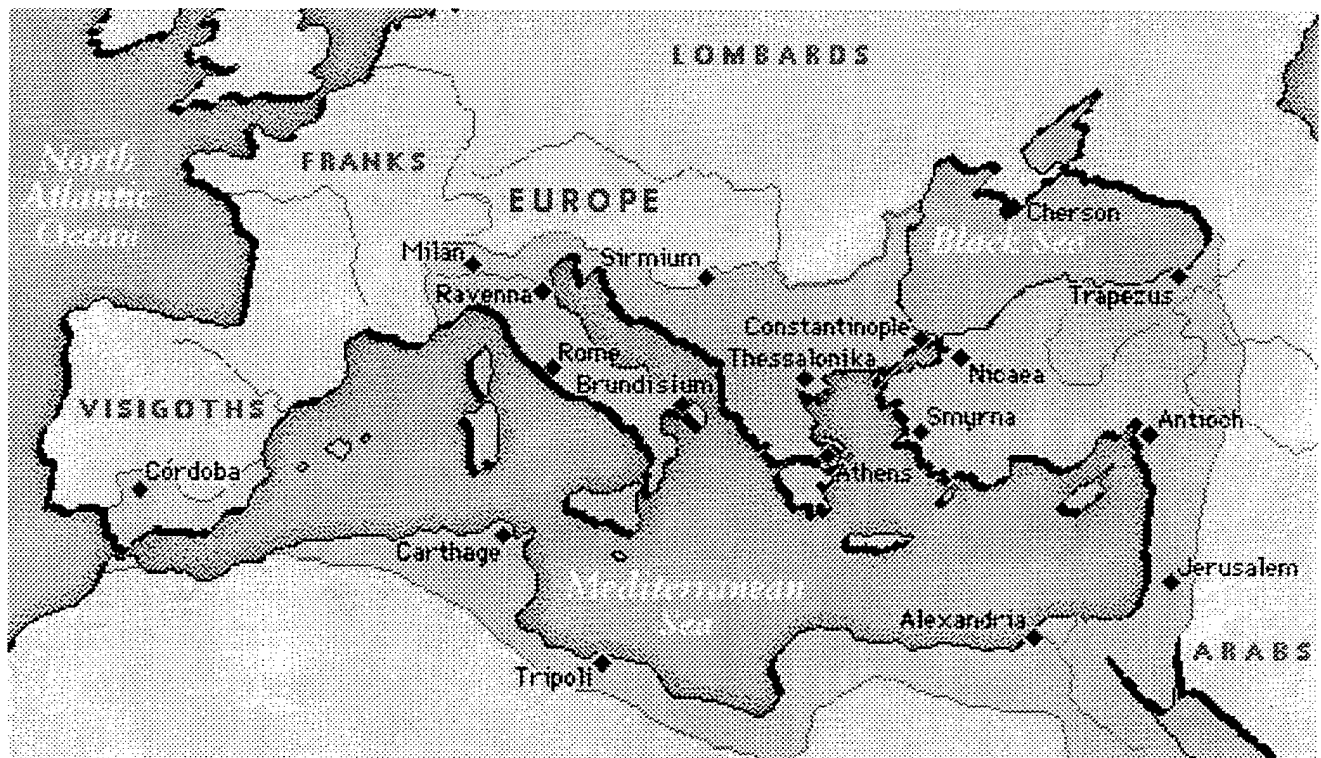 LOMBARDS
North
Atlantic
Ocean
FRANKS
EUROPE
Cherson
Black Sea
Milan
Sirmium
Ravenna
Trapezus
Constantinople
Rome
Thessalonika
Nicaea
Brundisium
VISIGOTHS
Smyrna
Antioch
Córdoba
Athens
Carthage
Jerusalem
Mediterranean
Sea
Alexandria
ARABS
Tripoli